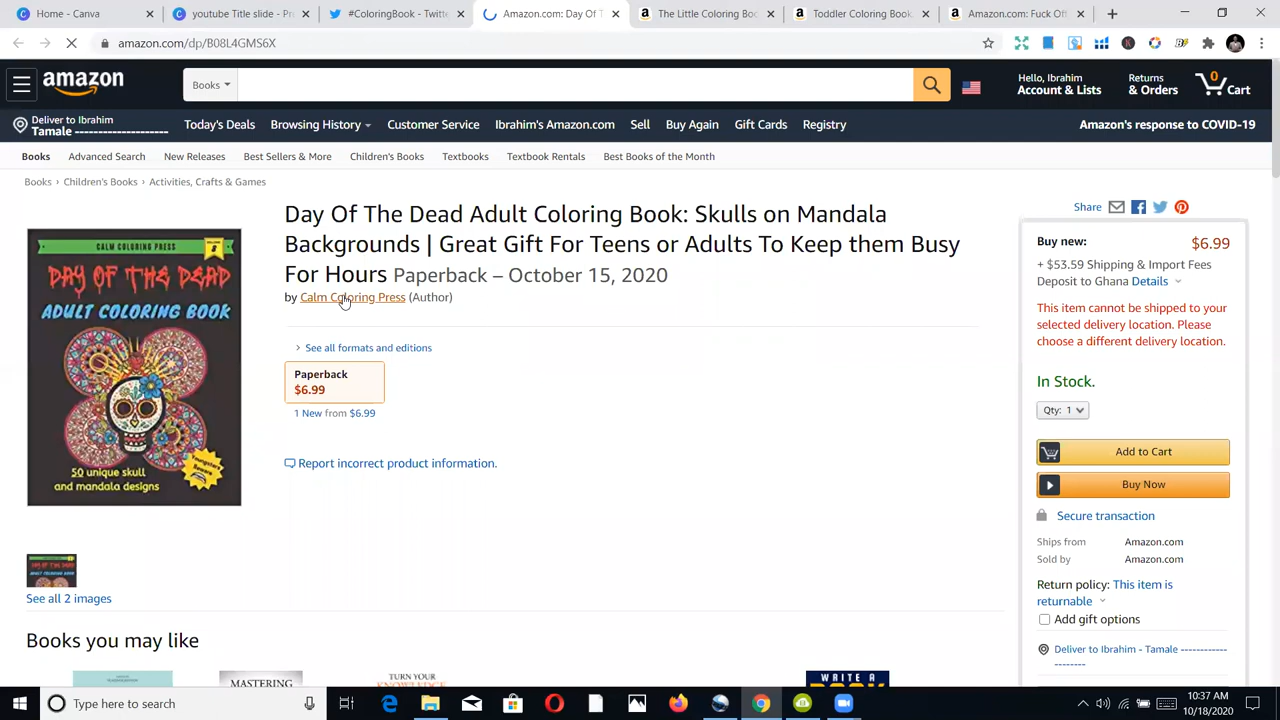 Home - Canva
youtube Title slide - Pr
#ColoringBook - Twitte
Amazon.com: Day Of T
The Little Coloring Boo
Toddler Coloring Book
Amazon.com: Fuck Off
amazon.com/dp/B08L4GMS6X
amazon
Books
Hello, Ibrahim
Account & Lists
Returns
& Orders
0
Cart
Deliver to Ibrahim
Tamale --------------------
Today's Deals
Browsing History
Customer Service
Ibrahim's Amazon.com
Sell
Buy Again
Gift Cards
Registry
Amazon's response to COVID-19
Books
Advanced Search
New Releases
Best Sellers & More
Children's Books
Textbooks
Textbook Rentals
Best Books of the Month
Books › Children's Books › Activities, Crafts & Games
CALM COLORING PRESS
DAY OF THE DEAD
ADULT COLORING BOOK
50 unique skull
and mandala designs
See all 2 images
Day Of The Dead Adult Coloring Book: Skulls on Mandala
Backgrounds | Great Gift For Teens or Adults To Keep them Busy
For Hours Paperback – October 15, 2020
by Calm Coloring Press (Author)
See all formats and editions
Paperback
$6.99
1 New from $6.99
Report incorrect product information.
Share
Buy new: $6.99
+ $53.59 Shipping & Import Fees
Deposit to Ghana Details
This item cannot be shipped to your
selected delivery location. Please
choose a different delivery location.
In Stock.
Qty: 1
Add to Cart
Buy Now
Secure transaction
Ships from Amazon.com
Sold by Amazon.com
Return policy: This item is
returnable
Add gift options
Deliver to Ibrahim - Tamale ------------
--------
Books you may like
MASTERING
TURN YOUR
KNOWLEDGE
WRITE A
BOOK
Type here to search
10:37 AM
10/18/2020